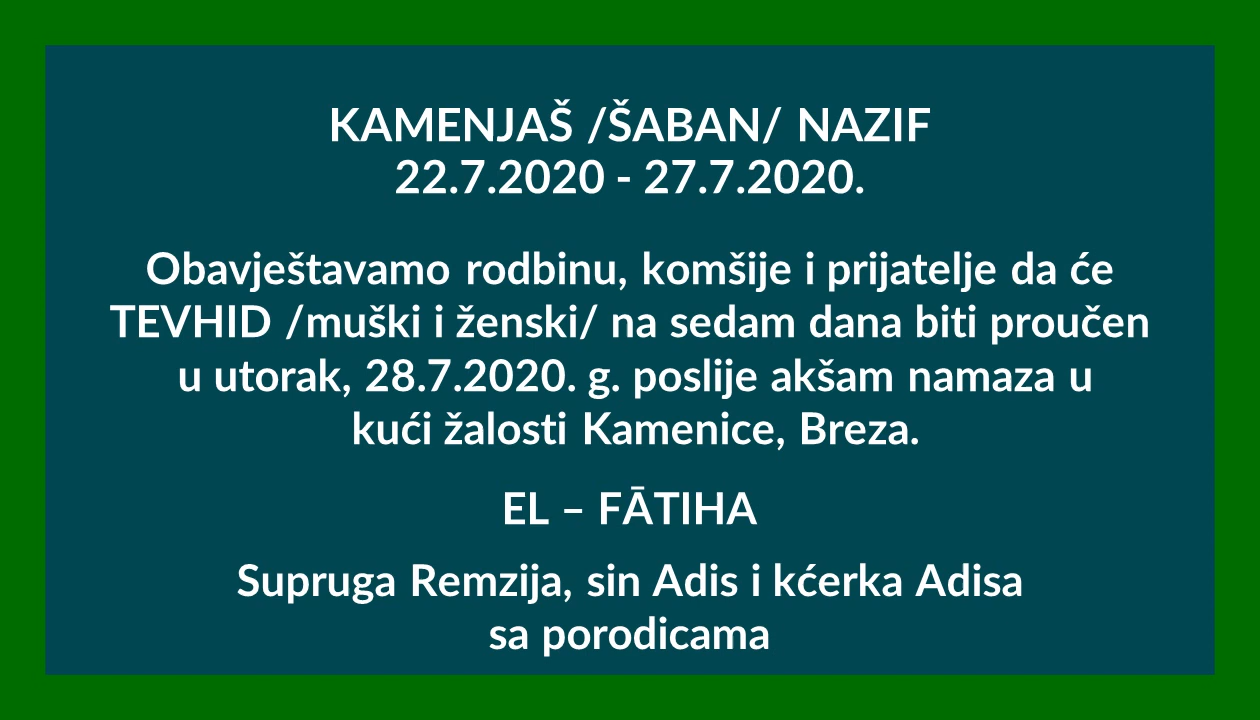 KAMENJAŠ /ŠABAN/ NAZIF
22.7.2020 - 27.7.2020.
Obavještavamo rodbinu, komšije i prijatelje da će
TEVHID /muški i ženski/ na sedam dana biti proučen
u utorak, 28.7.2020. g. poslije akšam namaza u
kući žalosti Kamenice, Breza.
EL – FĀTIHA
Supruga Remzija, sin Adis i kćerka Adisa
sa porodicama